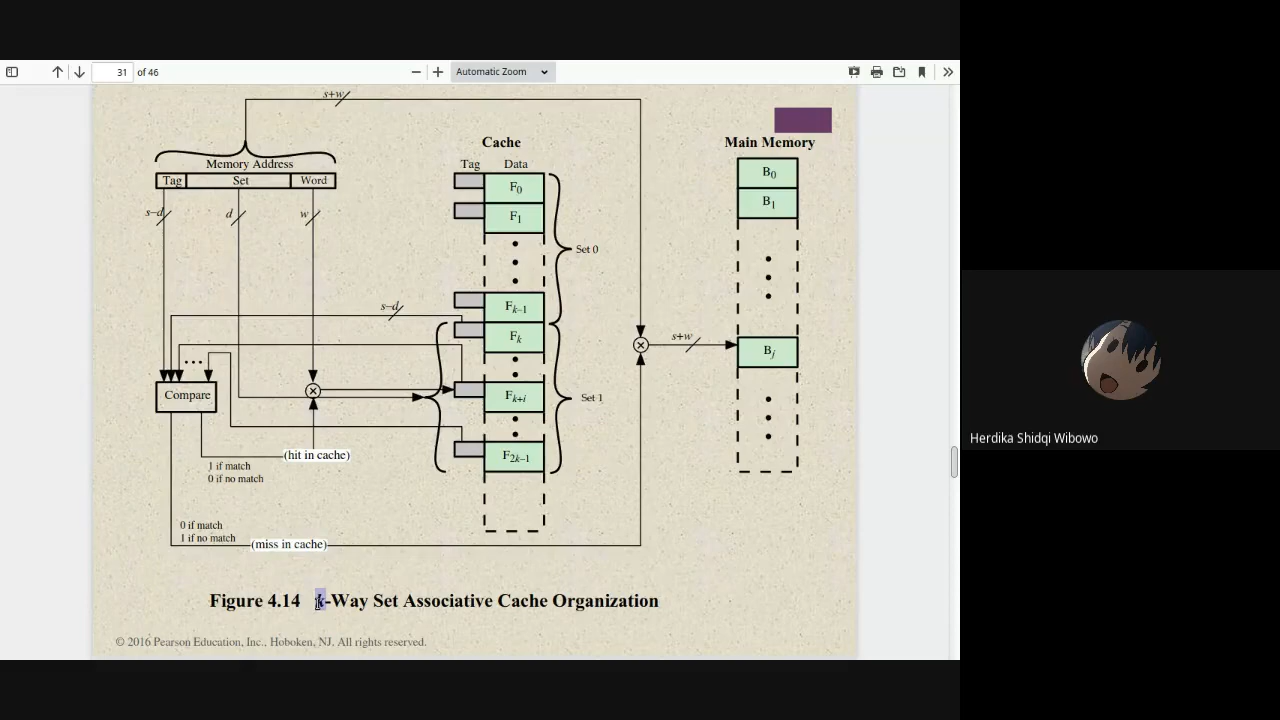 31 of 46
Automatic Zoom
s+w
Cache
Main Memory
Memory Address
Tag Data
Tag Set Word
s–d
d
w
F0
F1
Set 0
s–d
Fk–1
Fk
Compare
Fk+i
Set 1
F2k–1
(hit in cache)
1 if match
0 if no match
0 if match
1 if no match
(miss in cache)
s+w
B0
B1
Bj
Figure 4.14 k-Way Set Associative Cache Organization
© 2016 Pearson Education, Inc., Hoboken, NJ. All rights reserved.
Herdika Shidqi Wibowo